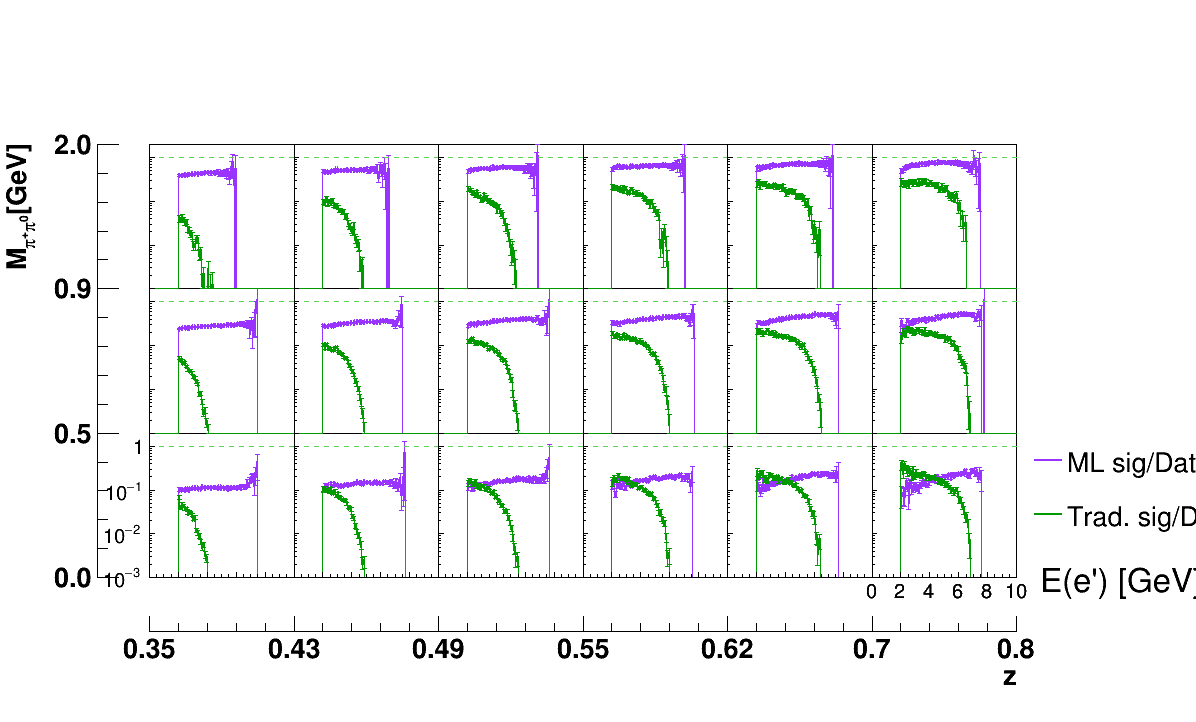 2.0
M π⁺π⁰ [GeV]
0.9
0.5
1
10⁻¹
10⁻²
10⁻³
0.0
ML sig/Dat
Trad. sig/D
0 2 4 6 8 10
E(e') [GeV]
0.35 0.43 0.49 0.55 0.62 0.7 0.8
z